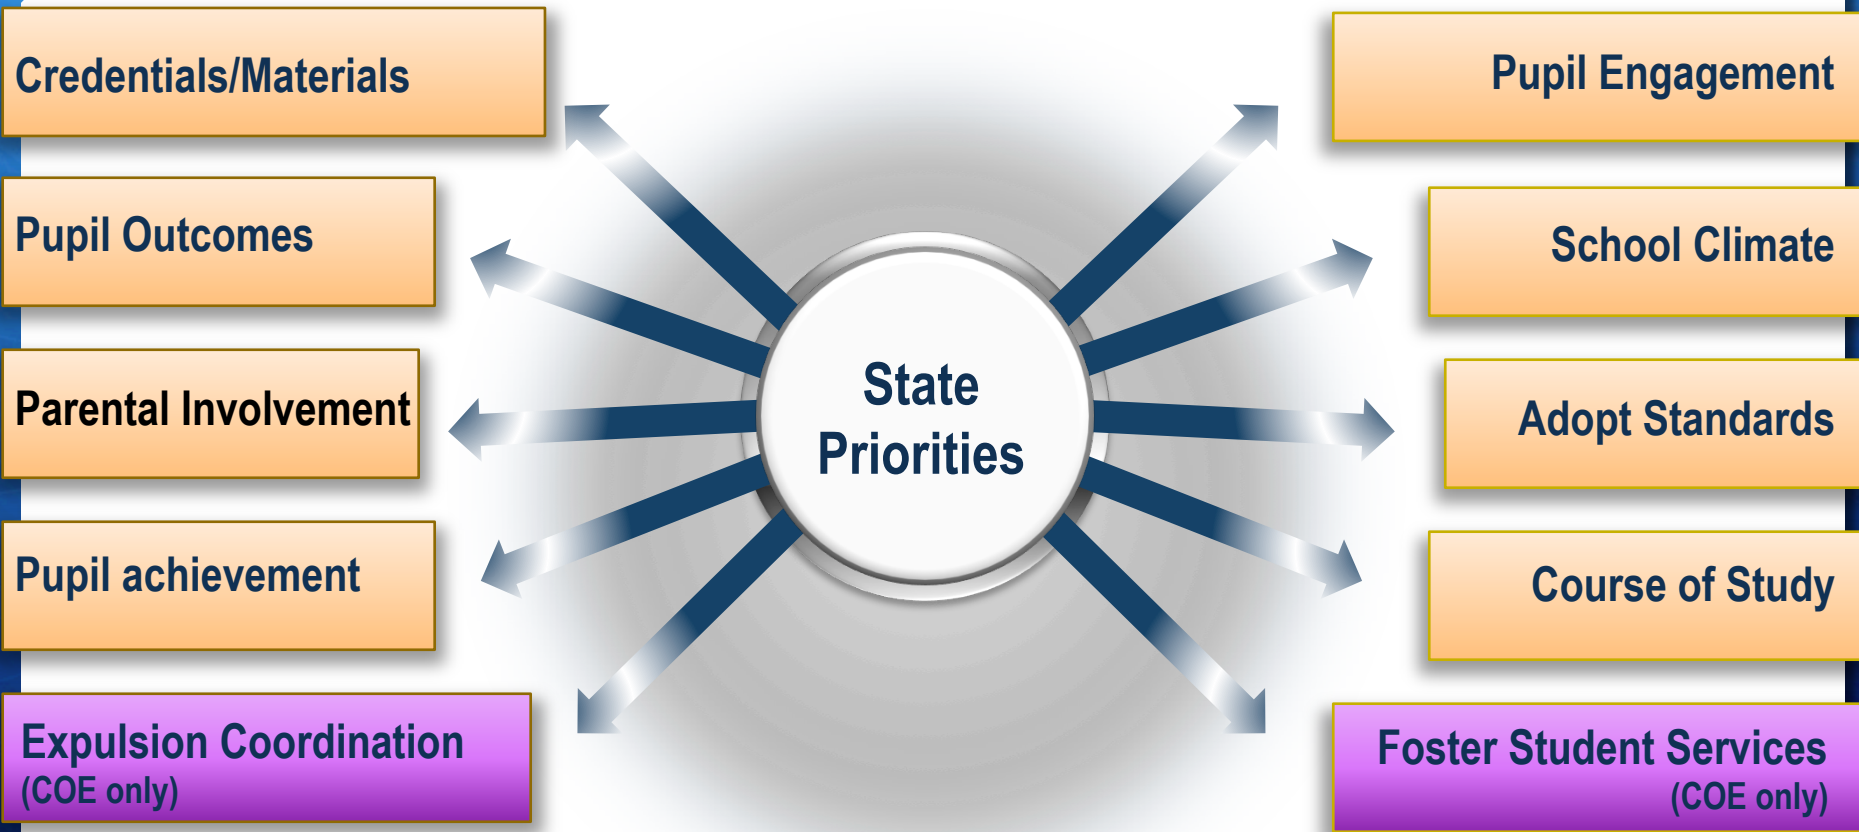 Credentials/Materials
Pupil Outcomes
Parental Involvement
Pupil achievement
Expulsion Coordination
(COE only)
State
Priorities
Pupil Engagement
School Climate
Adopt Standards
Course of Study
Foster Student Services
(COE only)